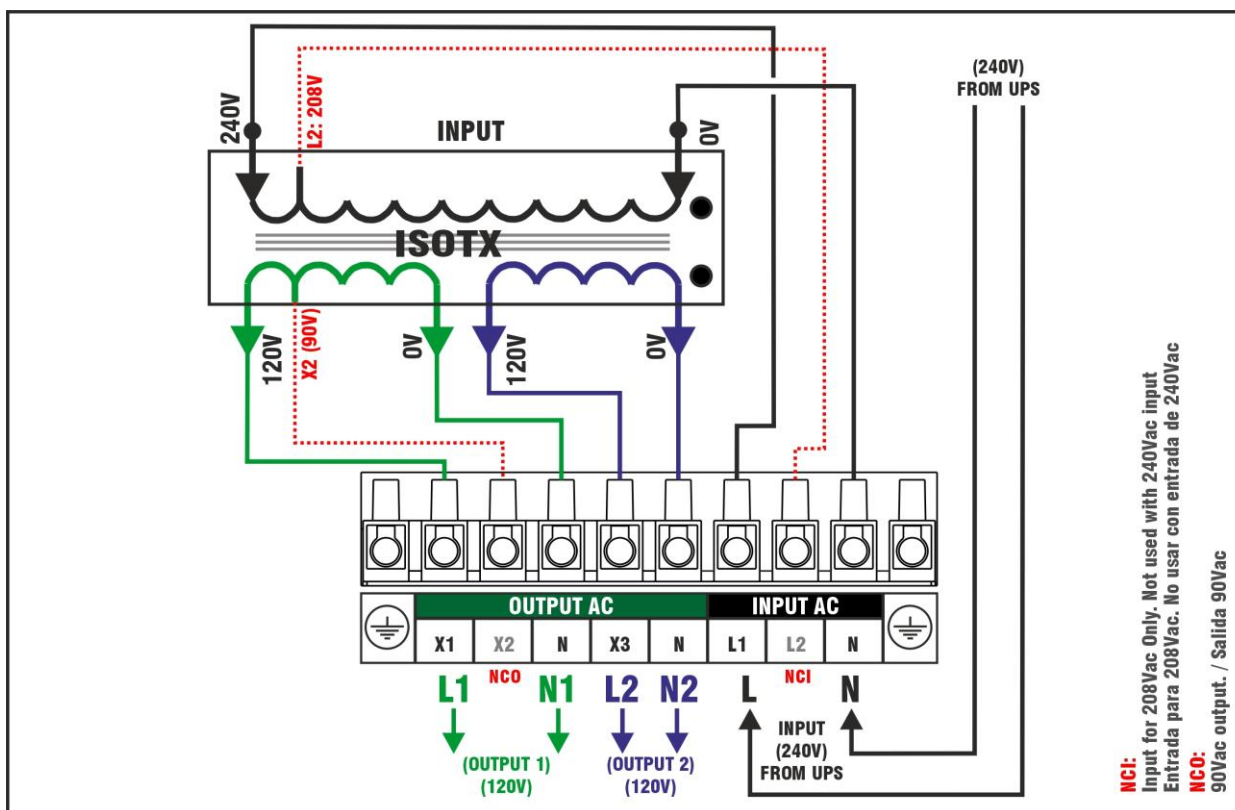 (240V)
FROM UPS
240V
L2: 208V
INPUT
0V
ISOTX
120V
X2 (90V)
0V
120V
0V
OUTPUT AC
INPUT AC
X1
X2
N
X3
N
L1
L2
N
NCO
NCI
L1
N1
L2
N2
L
N
(OUTPUT 1)
(120V)
(OUTPUT 2)
(120V)
INPUT
(240V)
FROM UPS
NCI:
Input for 208Vac Only. Not used with 240Vac input
Entrada para 208Vac. No usar con entrada de 240Vac
NCO:
90Vac output. / Salida 90Vac